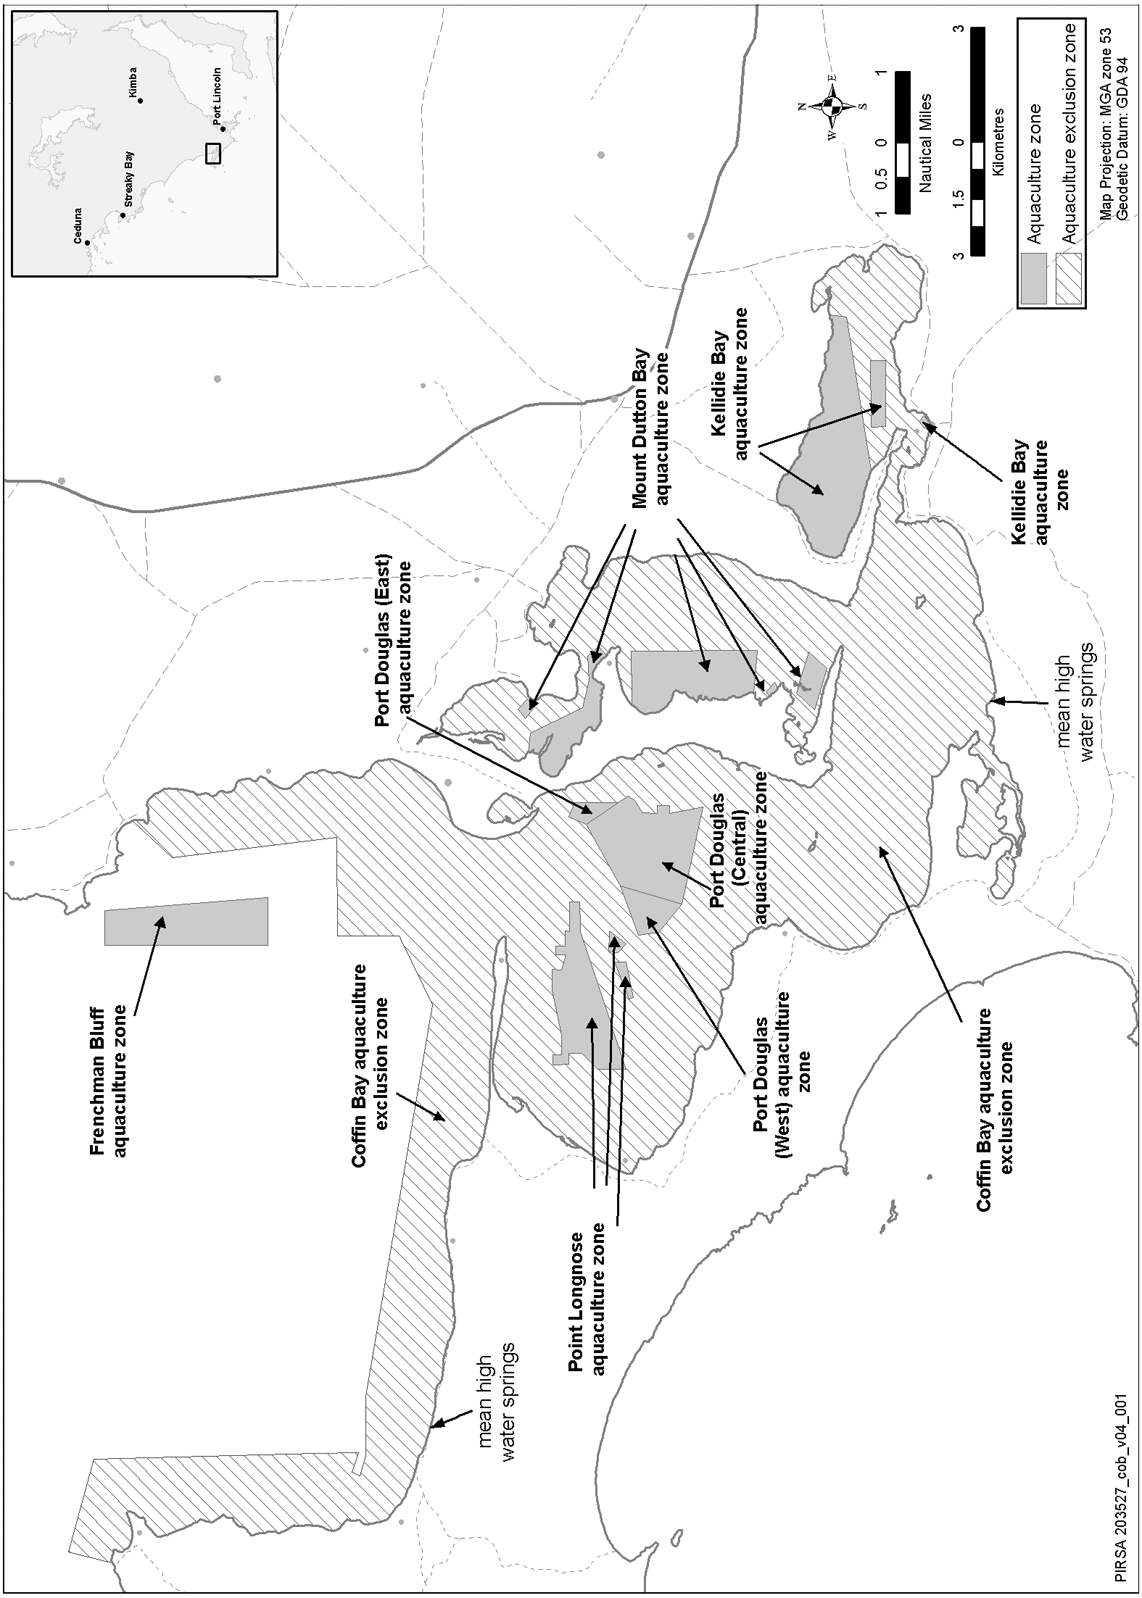 Ceduna
Streaky Bay
Kimba
Port Lincoln
Frenchman Bluff
aquaculture zone
Coffin Bay aquaculture
exclusion zone
mean high
water springs
Point Longnose
aquaculture zone
Port Douglas (East)
aquaculture zone
Port Douglas
(Central)
aquaculture zone
Port Douglas
(West) aquaculture
zone
Mount Dutton Bay
aquaculture zone
Kellidie Bay
aquaculture zone
Kellidie Bay
aquaculture
zone
mean high
water springs
Coffin Bay aquaculture
exclusion zone
N
E
S
W
1 0.5 0 1
Nautical Miles
3 1.5 0 3
Kilometres
Aquaculture zone
Aquaculture exclusion zone
Map Projection: MGA zone 53
Geodetic Datum: GDA 94
PIRSA 203527_cob_v04_001